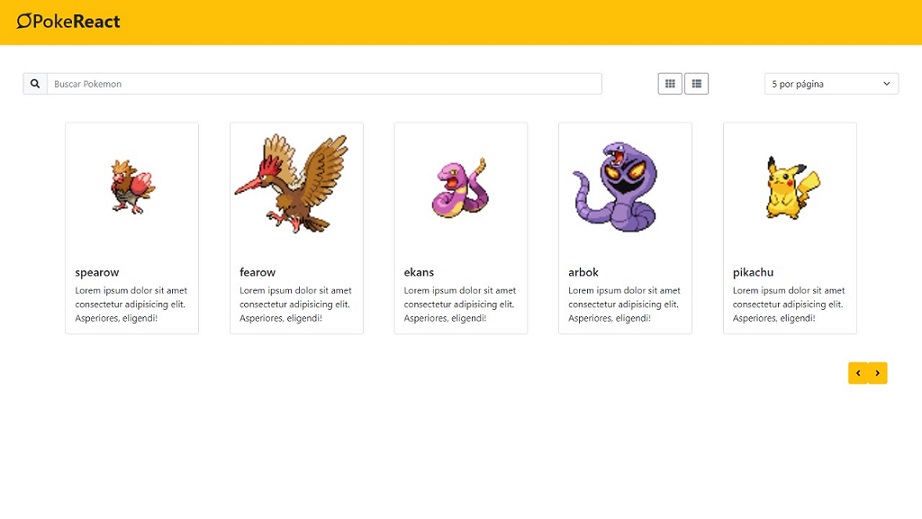 PokeReact
Buscar Pokemon
5 por página
spearow
Lorem ipsum dolor sit amet
consectetur adipisicing elit.
Asperiores, eligendi!
fearow
Lorem ipsum dolor sit amet
consectetur adipisicing elit.
Asperiores, eligendi!
ekans
Lorem ipsum dolor sit amet
consectetur adipisicing elit.
Asperiores, eligendi!
arbok
Lorem ipsum dolor sit amet
consectetur adipisicing elit.
Asperiores, eligendi!
pikachu
Lorem ipsum dolor sit amet
consectetur adipisicing elit.
Asperiores, eligendi!